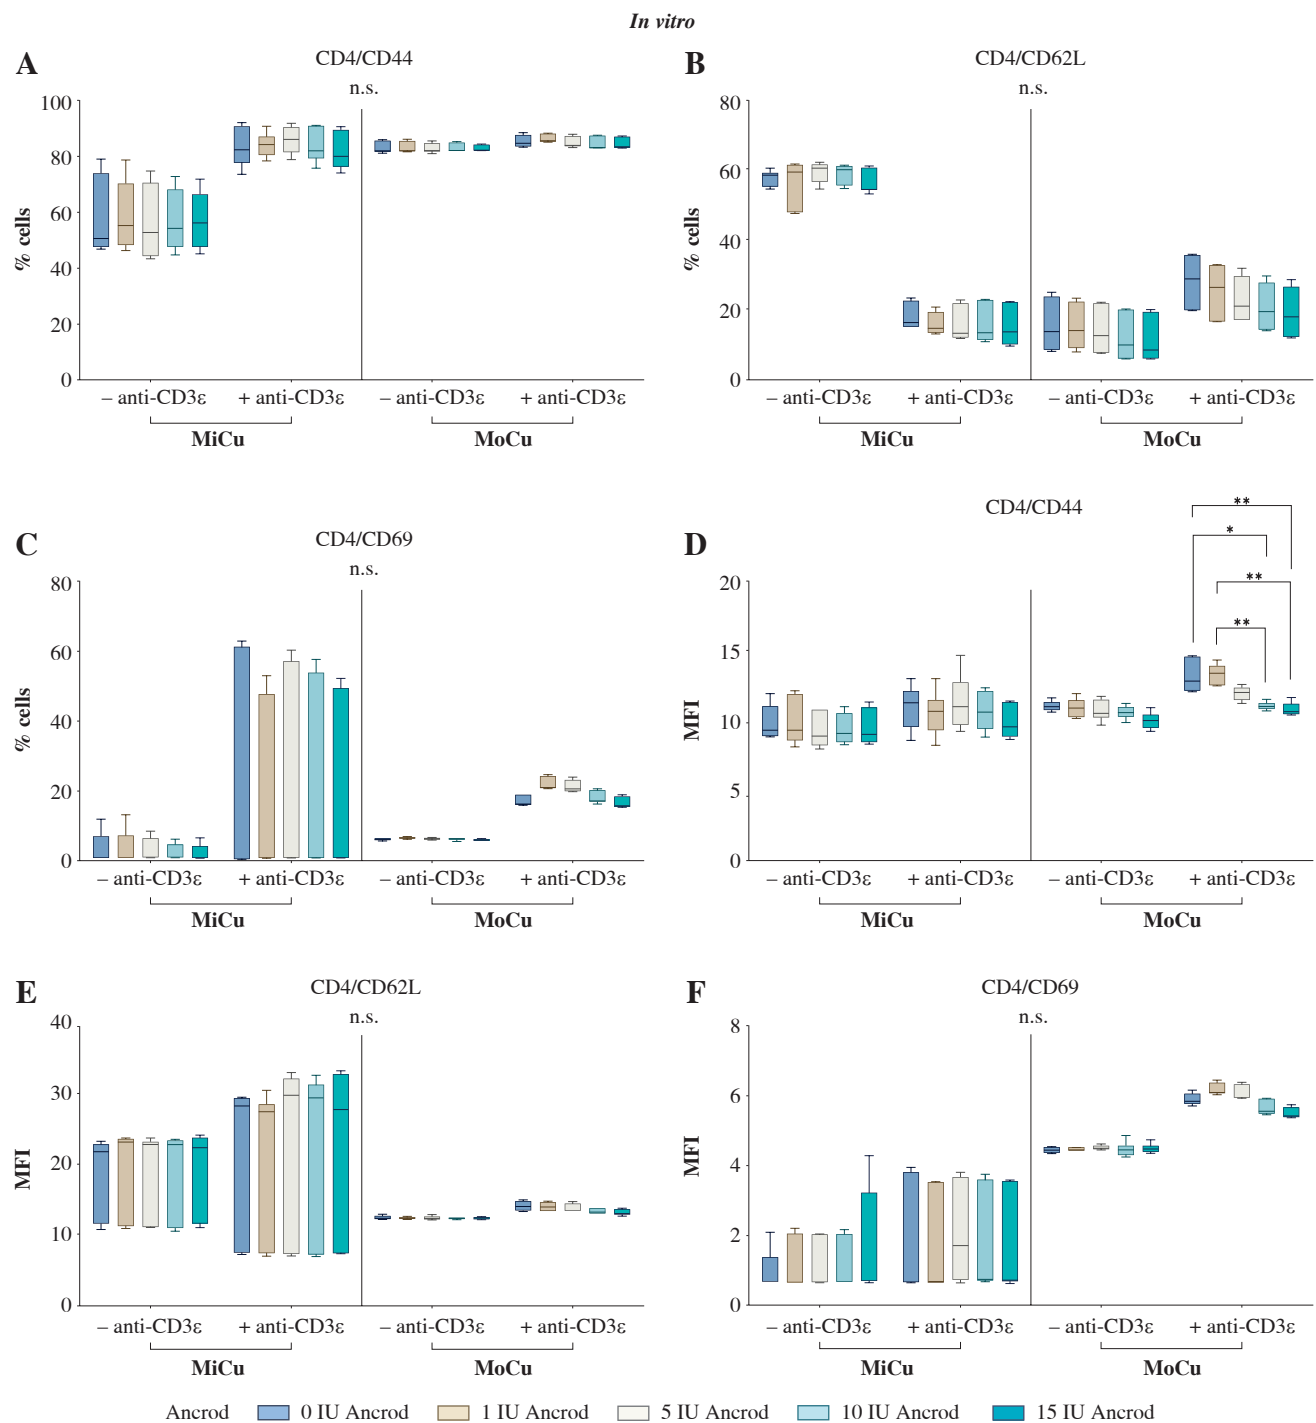 In vitro
A
CD4/CD44
n.s.
% cells
100
80
60
40
20
0
– anti-CD3ε
+ anti-CD3ε
– anti-CD3ε
+ anti-CD3ε
MiCu
MoCu
B
CD4/CD62L
n.s.
% cells
80
60
40
20
0
– anti-CD3ε
+ anti-CD3ε
– anti-CD3ε
+ anti-CD3ε
MiCu
MoCu
C
CD4/CD69
n.s.
% cells
80
60
40
20
0
– anti-CD3ε
+ anti-CD3ε
– anti-CD3ε
+ anti-CD3ε
MiCu
MoCu
D
CD4/CD44
**
*
**
**
MFI
20
15
10
5
0
– anti-CD3ε
+ anti-CD3ε
– anti-CD3ε
+ anti-CD3ε
MiCu
MoCu
E
CD4/CD62L
n.s.
MFI
40
30
20
10
0
– anti-CD3ε
+ anti-CD3ε
– anti-CD3ε
+ anti-CD3ε
MiCu
MoCu
F
CD4/CD69
n.s.
MFI
8
6
4
2
0
– anti-CD3ε
+ anti-CD3ε
– anti-CD3ε
+ anti-CD3ε
MiCu
MoCu
Ancrod 0 IU Ancrod 1 IU Ancrod 5 IU Ancrod 10 IU Ancrod 15 IU Ancrod